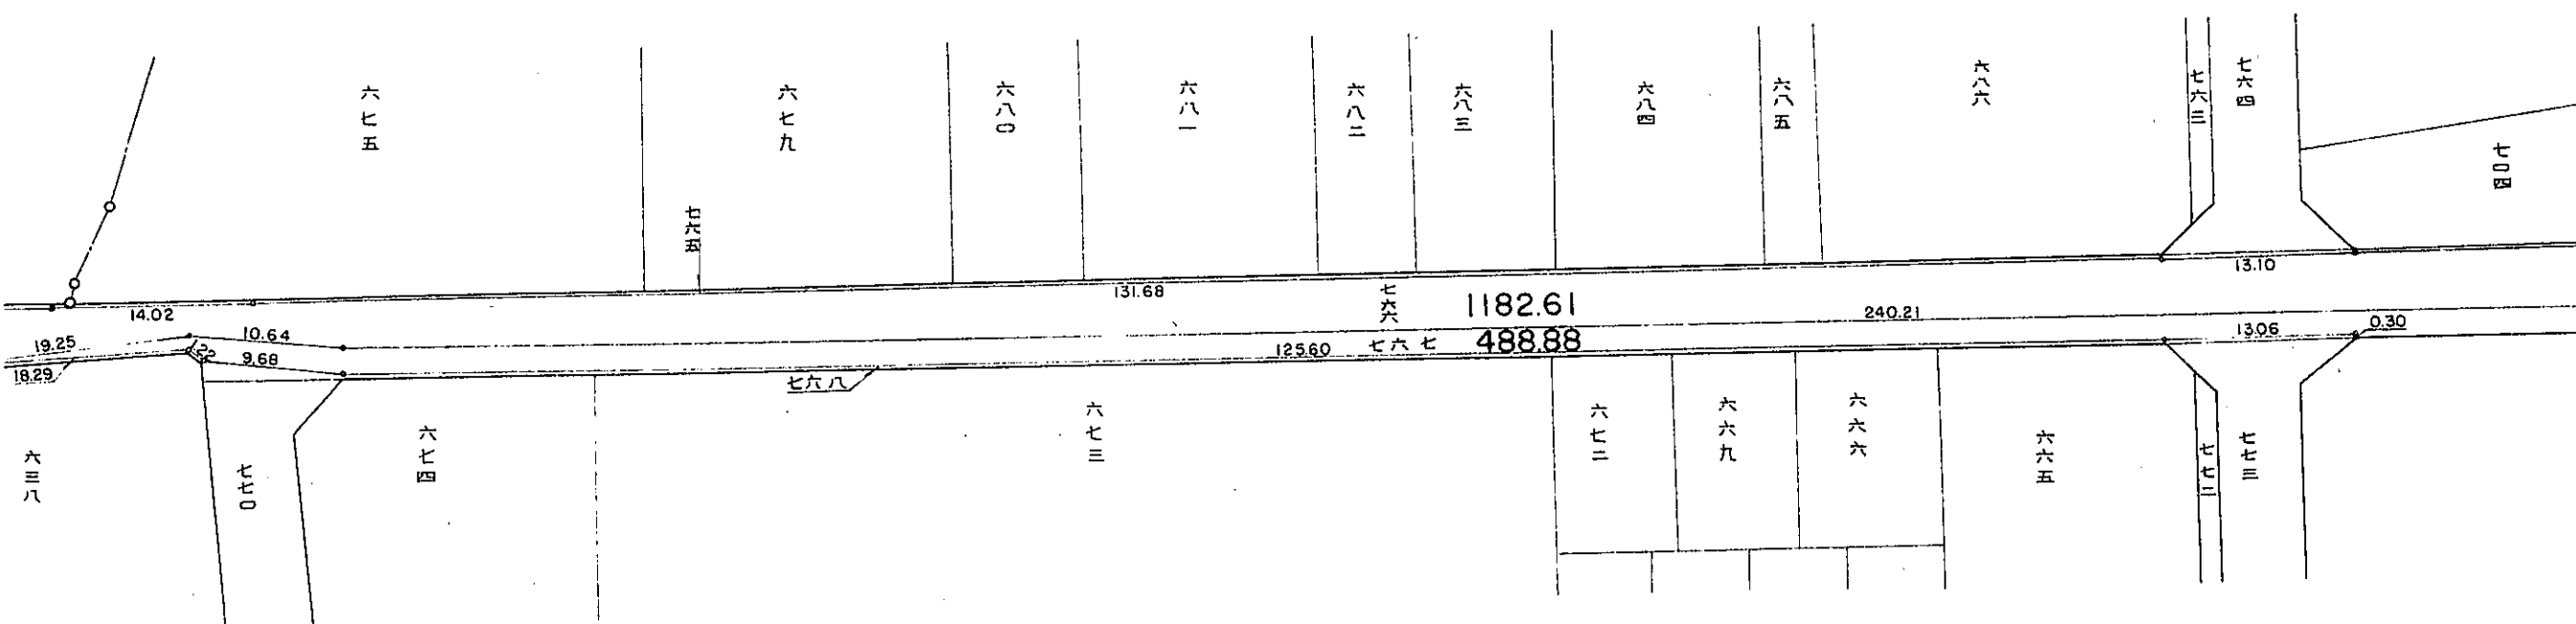 六七五
六七九
六八〇
六八一
六八二
六八三
六八四
六八五
六八六
七六三
七六四
七〇四
七六五
13.10
131.68
14.02
七六六
1182.61
240.21
10.64
19.25
13.06
0.30
125.60
七六七
488.88
9.68
18.29
七六八
六三八
七七〇
六七四
六七三
六七二
六六九
六六六
六六五
七七二
七七三